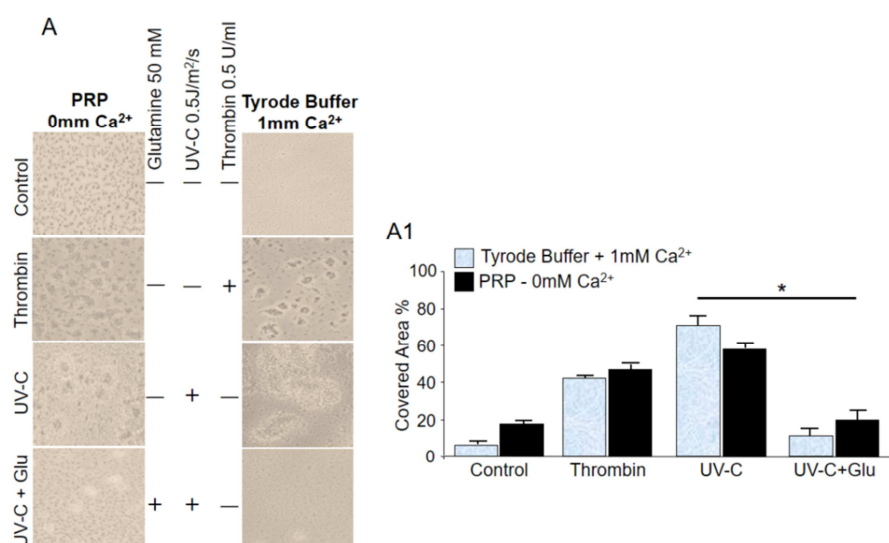 A
PRP
0mm Ca²⁺
Glutamine 50 mM
UV-C 0.5J/m²/s
Thrombin 0.5 U/ml
Tyrode Buffer
1mm Ca²⁺
Control
— — —
Thrombin
— — +
UV-C
— + —
UV-C + Glu
+ + —
A1
Tyrode Buffer + 1mM Ca²⁺
PRP - 0mM Ca²⁺
*
Covered Area %
100
80
60
40
20
0
Control Thrombin UV-C UV-C+Glu